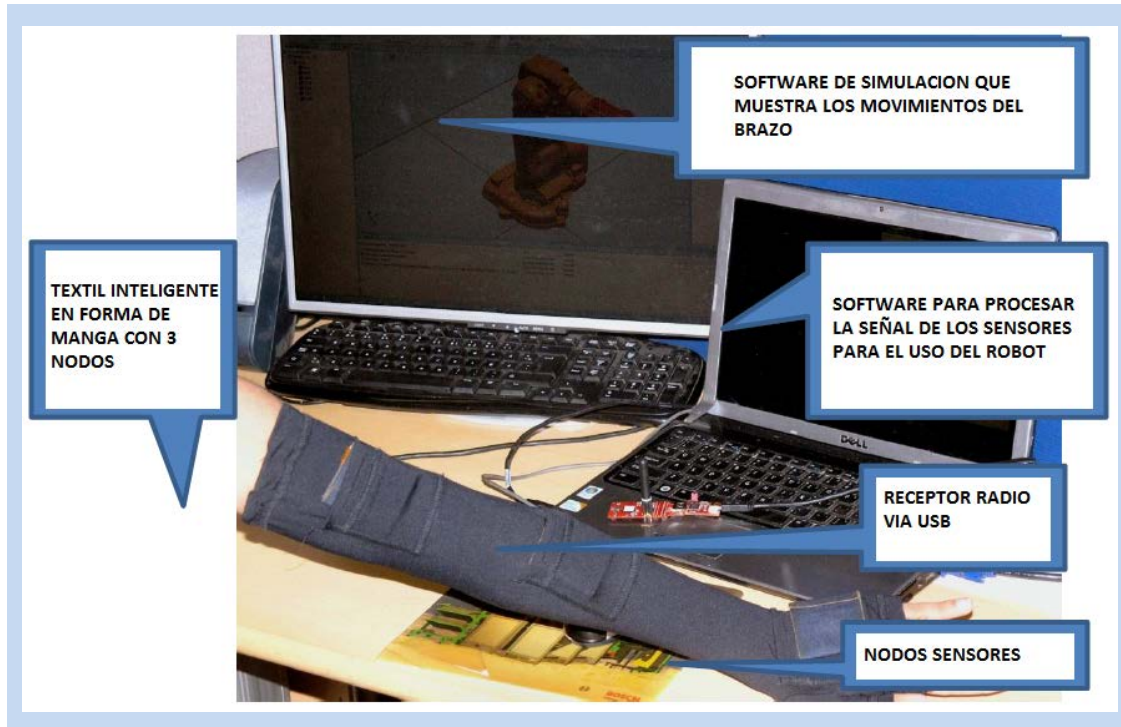 SOFTWARE DE SIMULACION QUE
MUESTRA LOS MOVIMIENTOS DEL
BRAZO
TEXTIL INTELIGENTE
EN FORMA DE
MANGA CON 3
NODOS
SOFTWARE PARA PROCESAR
LA SEÑAL DE LOS SENSORES
PARA EL USO DEL ROBOT
DELL
RECEPTOR RADIO
VIA USB
NODOS SENSORES
BOSCH